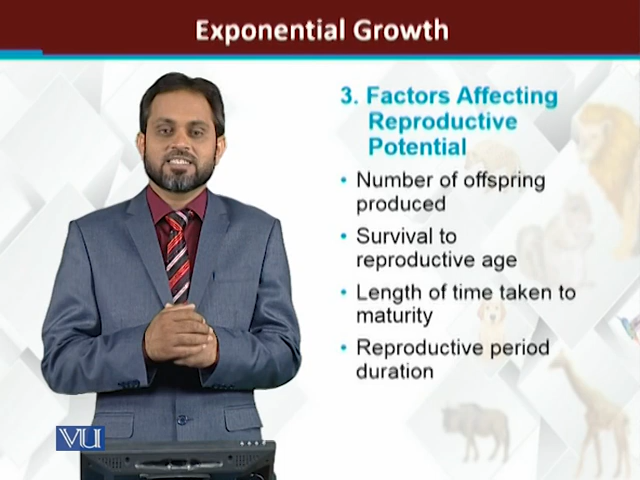 Exponential Growth
3. Factors Affecting
Reproductive
Potential
• Number of offspring
produced
• Survival to
reproductive age
• Length of time taken to
maturity
• Reproductive period
duration
VU